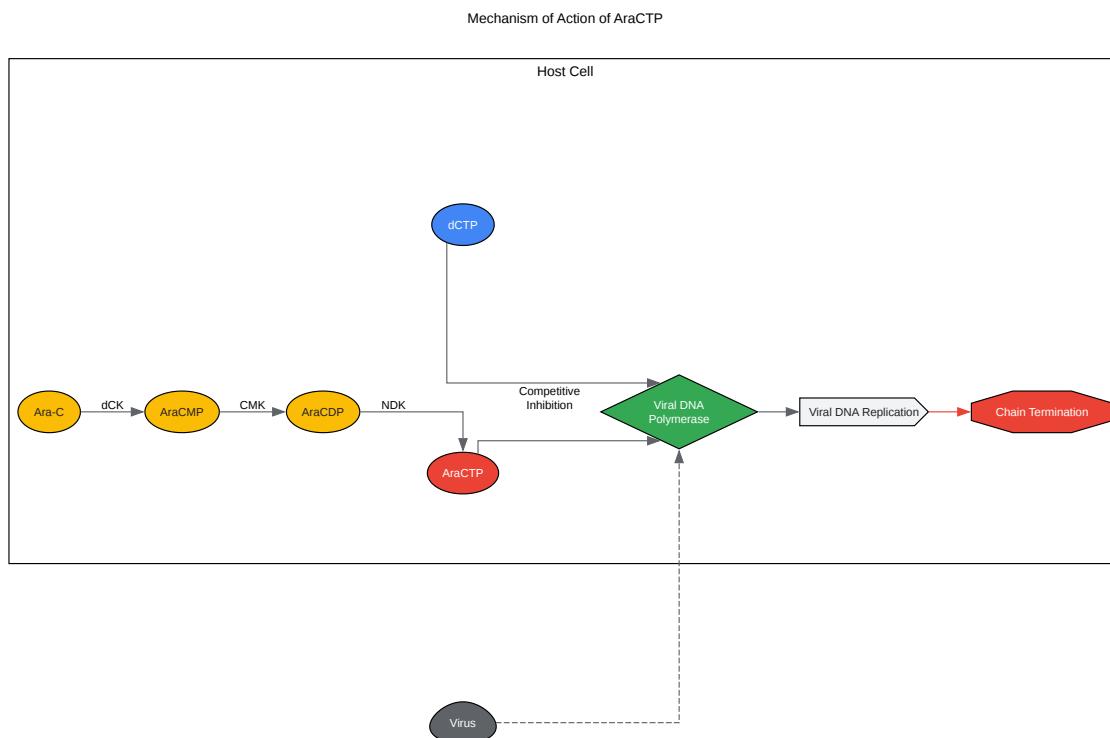 Mechanism of Action of AraCTP
Host Cell
dCTP
Competitive
Inhibition
Ara-C
dCK
AraCMP
CMK
AraCDP
NDK
AraCTP
Viral DNA
Polymerase
Viral DNA Replication
Chain Termination
Virus